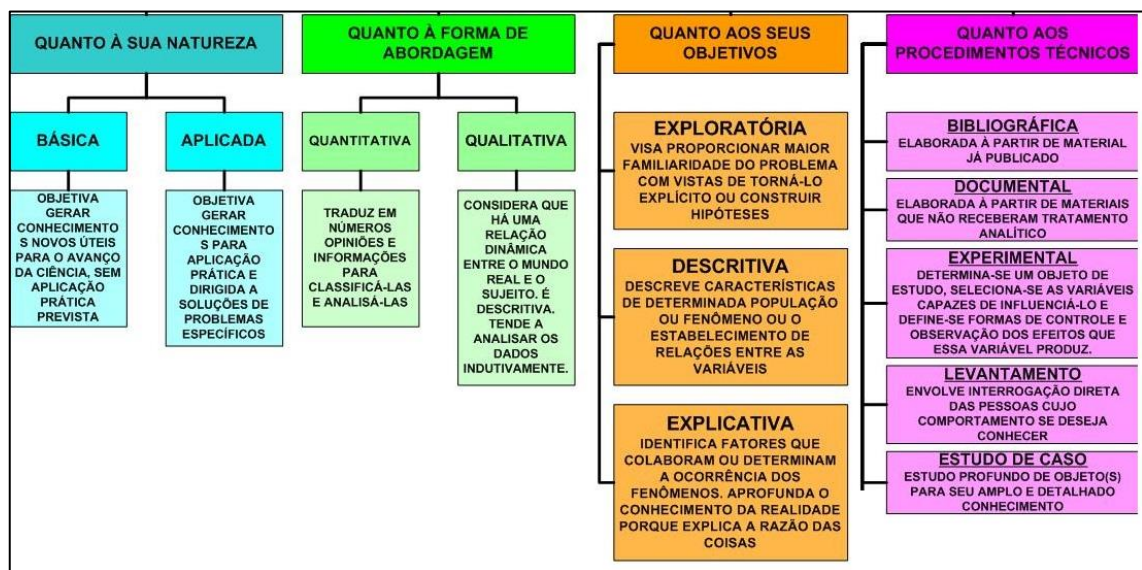 QUANTO À SUA NATUREZA
BÁSICA
OBJETIVA
GERAR
CONHECIMENTO
S NOVOS ÚTEIS
PARA O AVANÇO
DA CIÊNCIA, SEM
APLICAÇÃO
PRÁTICA
PREVISTA
APLICADA
OBJETIVA
GERAR
CONHECIMENTO
S PARA
APLICAÇÃO
PRÁTICA E
DIRIGIDA A
SOLUÇÕES DE
PROBLEMAS
ESPECÍFICOS
QUANTO À FORMA DE
ABORDAGEM
QUANTITATIVA
TRADUZ EM
NÚMEROS
OPINIÕES E
INFORMAÇÕES
PARA
CLASSIFICÁ-LAS
E ANALISÁ-LAS
QUALITATIVA
CONSIDERA QUE
HÁ UMA
RELAÇÃO
DINÂMICA
ENTRE O MUNDO
REAL E O
SUJEITO. É
DESCRITIVA.
TENDE A
ANALISAR OS
DADOS
INDUTIVAMENTE.
QUANTO AOS SEUS
OBJETIVOS
EXPLORATÓRIA
VISA PROPORCIONAR MAIOR
FAMILIARIDADE DO PROBLEMA
COM VISTAS DE TORNÁ-LO
EXPLÍCITO OU CONSTRUIR
HIPÓTESES
DESCRITIVA
DESCREVE CARACTERÍSTICAS
DE DETERMINADA POPULAÇÃO
OU FENÔMENO OU O
ESTABELECIMENTO DE
RELAÇÕES ENTRE AS
VARIÁVEIS
EXPLICATIVA
IDENTIFICA FATORES QUE
COLABORAM OU DETERMINAM
A OCORRÊNCIA DOS
FENÔMENOS. APROFUNDA O
CONHECIMENTO DA REALIDADE
PORQUE EXPLICA A RAZÃO DAS
COISAS
QUANTO AOS
PROCEDIMENTOS TÉCNICOS
BIBLIOGRÁFICA
ELABORADA À PARTIR DE MATERIAL
JÁ PUBLICADO
DOCUMENTAL
ELABORADA À PARTIR DE MATERIAIS
QUE NÃO RECEBERAM TRATAMENTO
ANALÍTICO
EXPERIMENTAL
DETERMINA-SE UM OBJETO DE
ESTUDO, SELECIONA-SE AS VARIÁVEIS
CAPAZES DE INFLUENCIÁ-LO E
DEFINE-SE FORMAS DE CONTROLE E
OBSERVAÇÃO DOS EFEITOS QUE
ESSA VARIÁVEL PRODUZ.
LEVANTAMENTO
ENVOLVE INTERROGAÇÃO DIRETA
DAS PESSOAS CUJO
COMPORTAMENTO SE DESEJA
CONHECER
ESTUDO DE CASO
ESTUDO PROFUNDO DE OBJETO(S)
PARA SEU AMPLO E DETALHADO
CONHECIMENTO